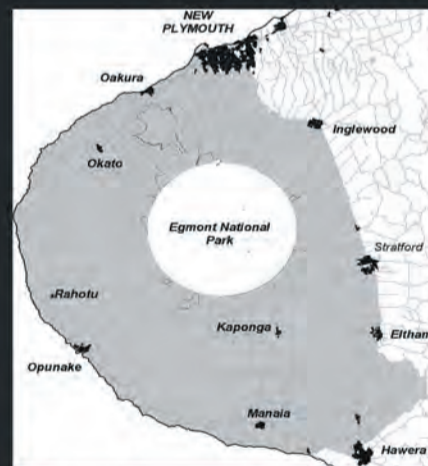 NEW
PLYMOUTH
Oakura
Inglewood
Okato
Egmont National
Park
Stratford
Rahotu
Kaponga
Eltham
Opunake
Manaia
Hawera